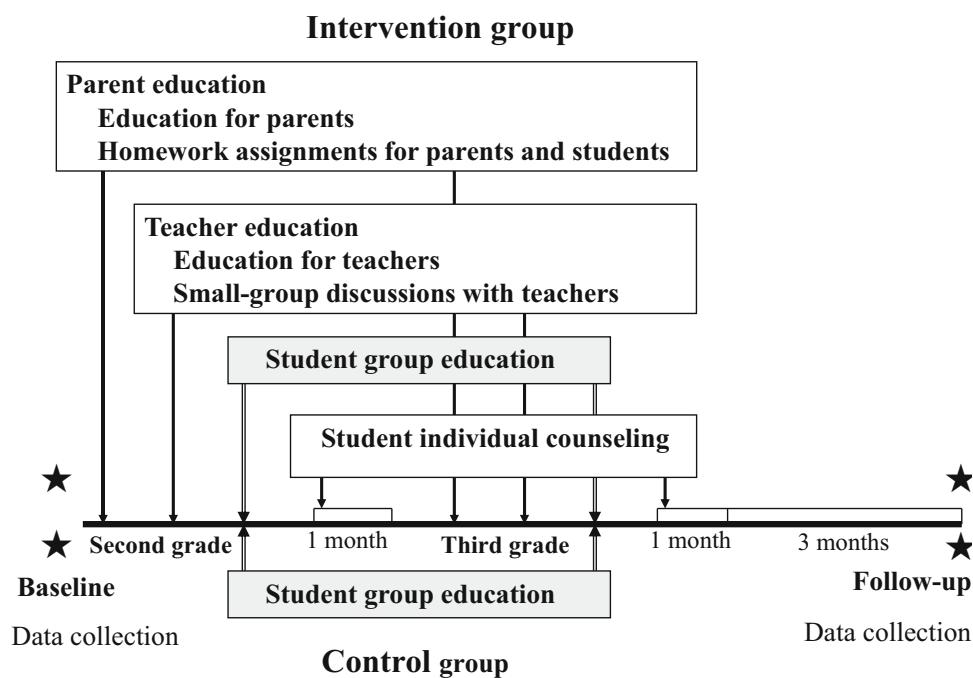 Intervention group
Parent education
Education for parents
Homework assignments for parents and students
Teacher education
Education for teachers
Small-group discussions with teachers
Student group education
Student individual counseling
Second grade
1 month
Third grade
1 month
3 months
Baseline
Student group education
Follow-up
Data collection
Data collection
Control group